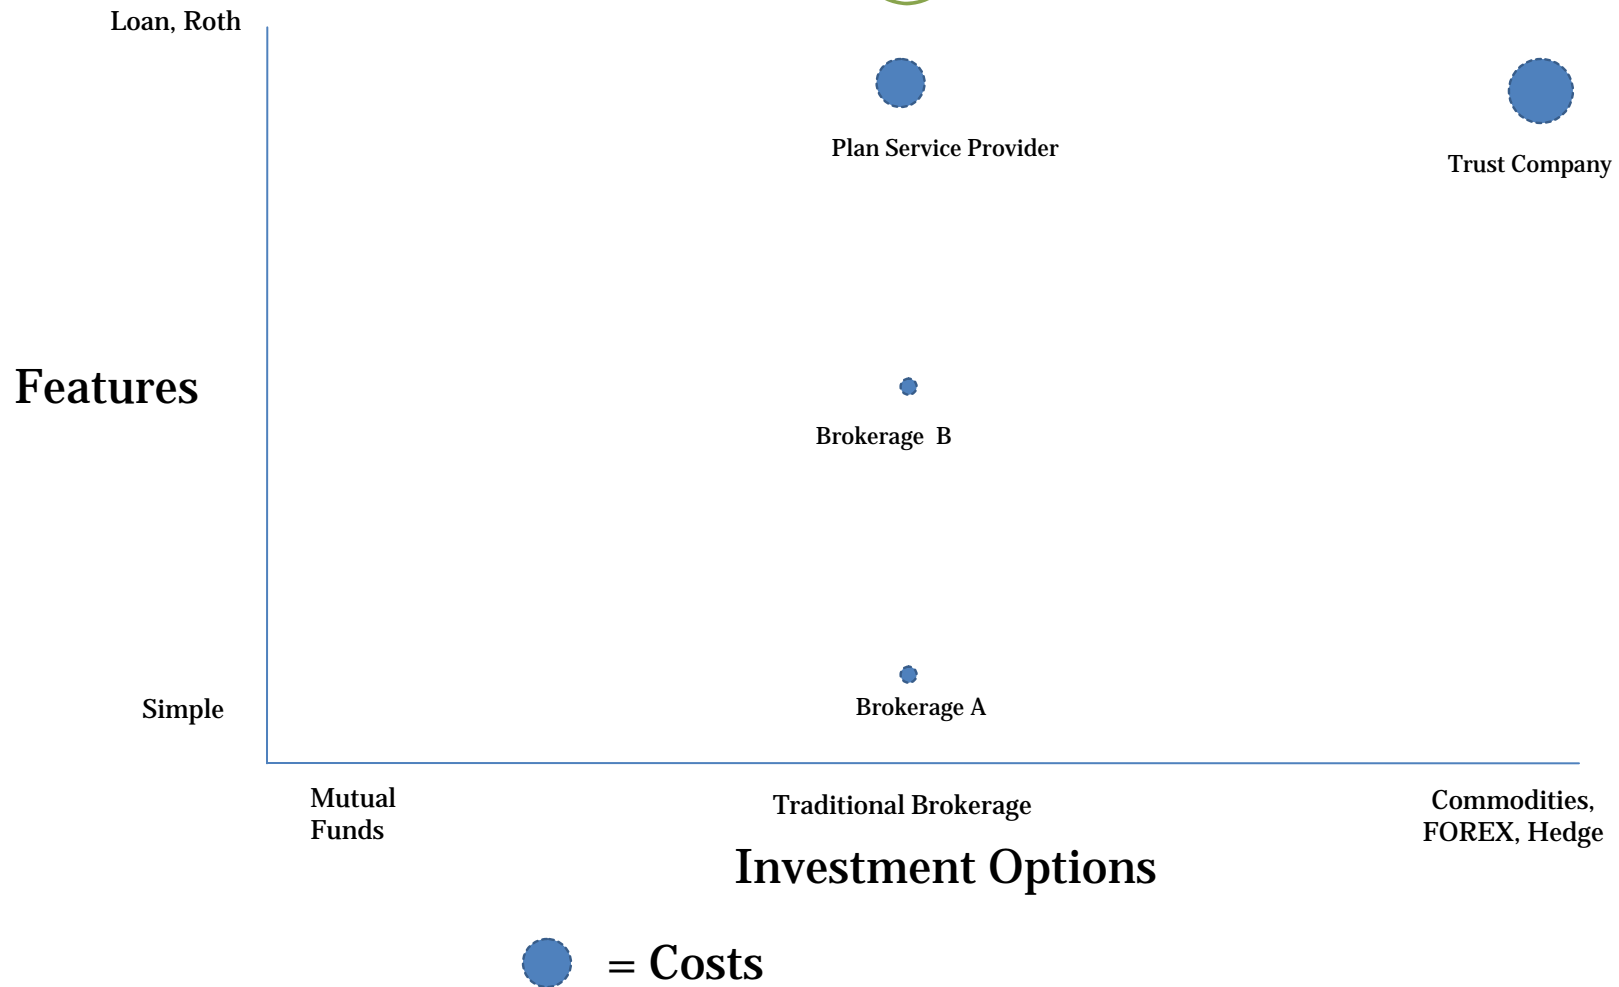 Loan, Roth
Plan Service Provider
Trust Company
Features
Brokerage B
Simple
Brokerage A
Mutual
Funds
Traditional Brokerage
Commodities,
FOREX, Hedge
Investment Options
= Costs